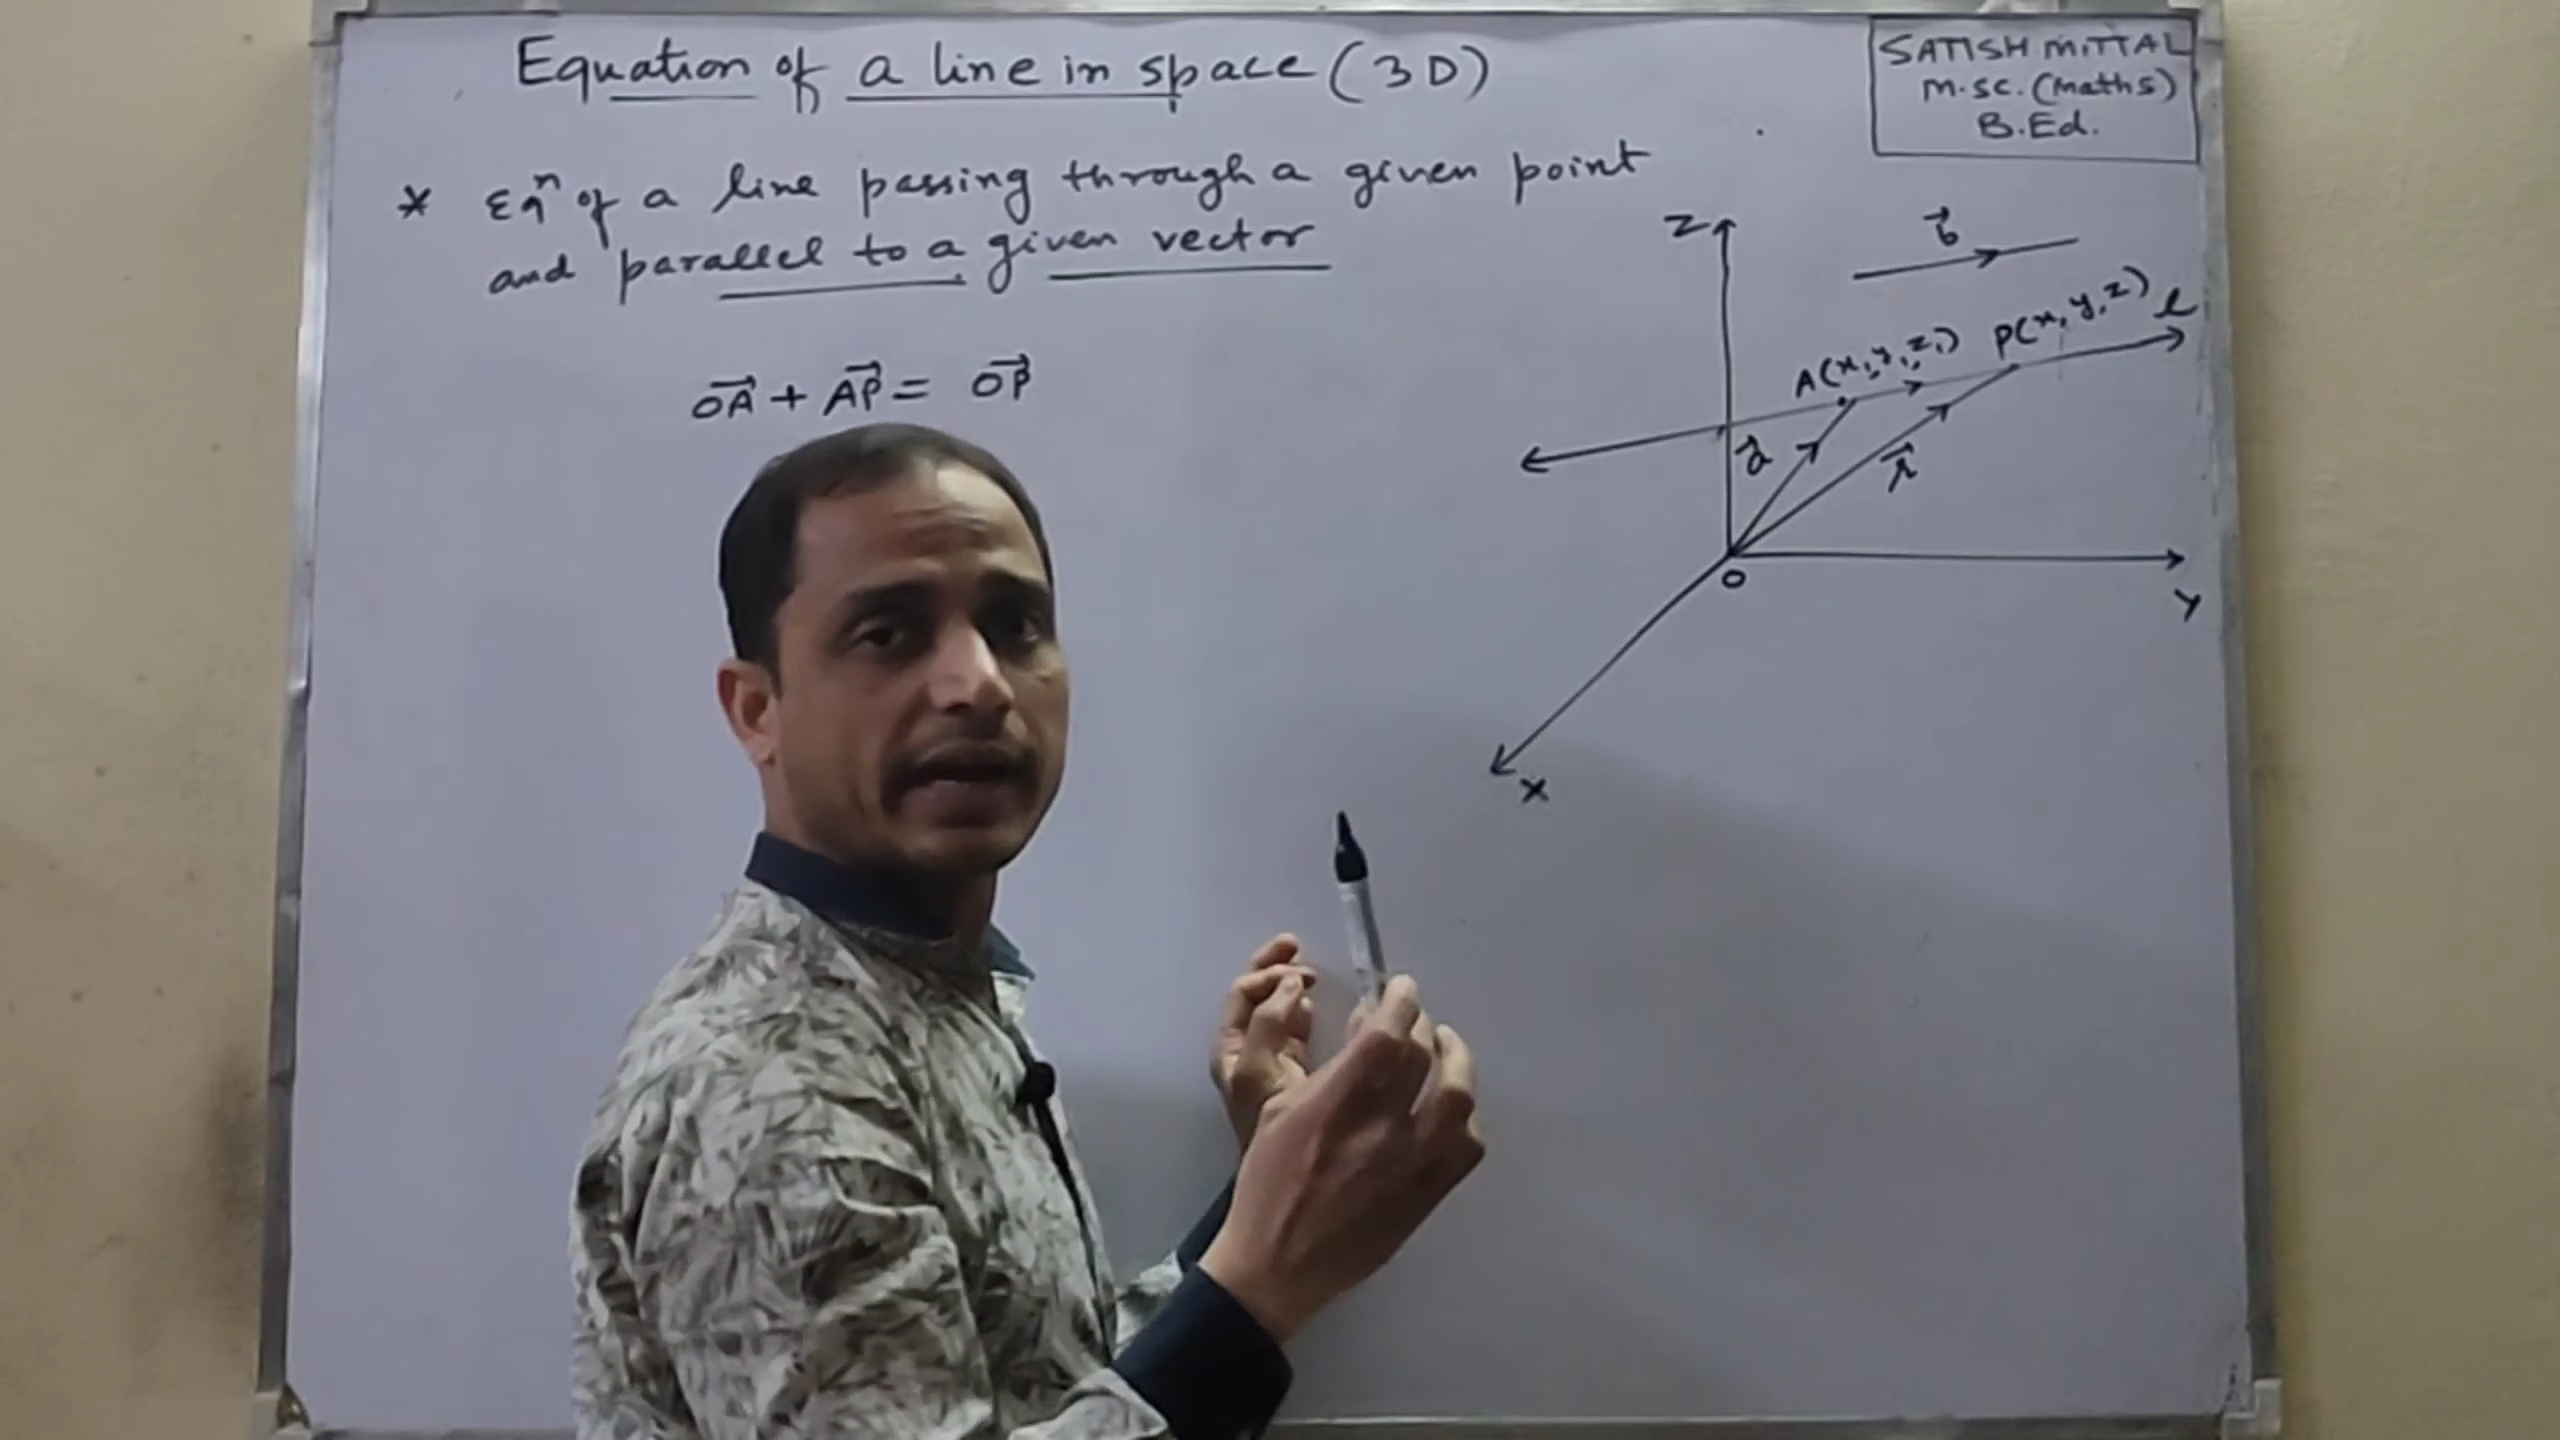 Equation of a line in space (3D)
SATISH MITTAL
M.SC. (Maths)
B.Ed.
* Eqⁿ of a line passing through a given point
and parallel to a given vector
OA⃗ + AP⃗ = OP⃗
Z
b⃗
P(x, y, z) l
A(x₁, y₁, z₁)
a⃗
r⃗
O
Y
X